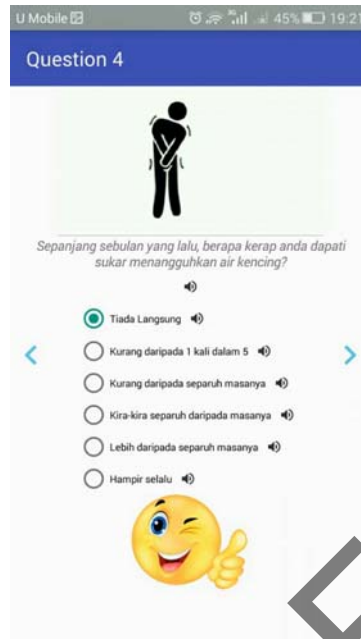 U Mobile 45% 19:21
Question 4
Sepanjang sebulan yang lalu, berapa kerap anda dapati
sukar menangguhkan air kencing?
Tiada Langsung
Kurang daripada 1 kali dalam 5
Kurang daripada separuh masanya
Kira-kira separuh daripada masanya
Lebih daripada separuh masanya
Hampir selalu